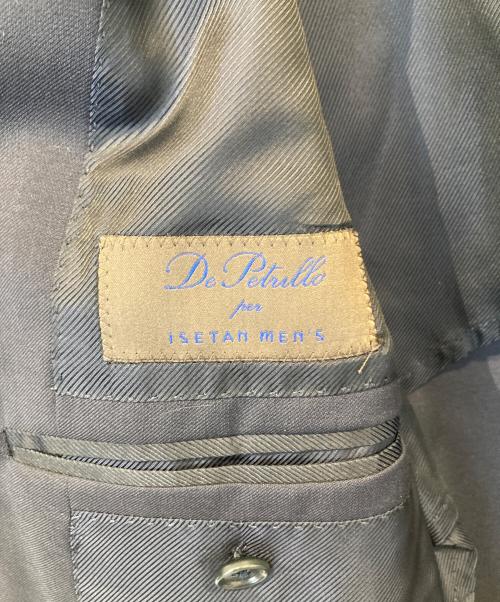 De Petrillo
per
ISETAN MEN'S